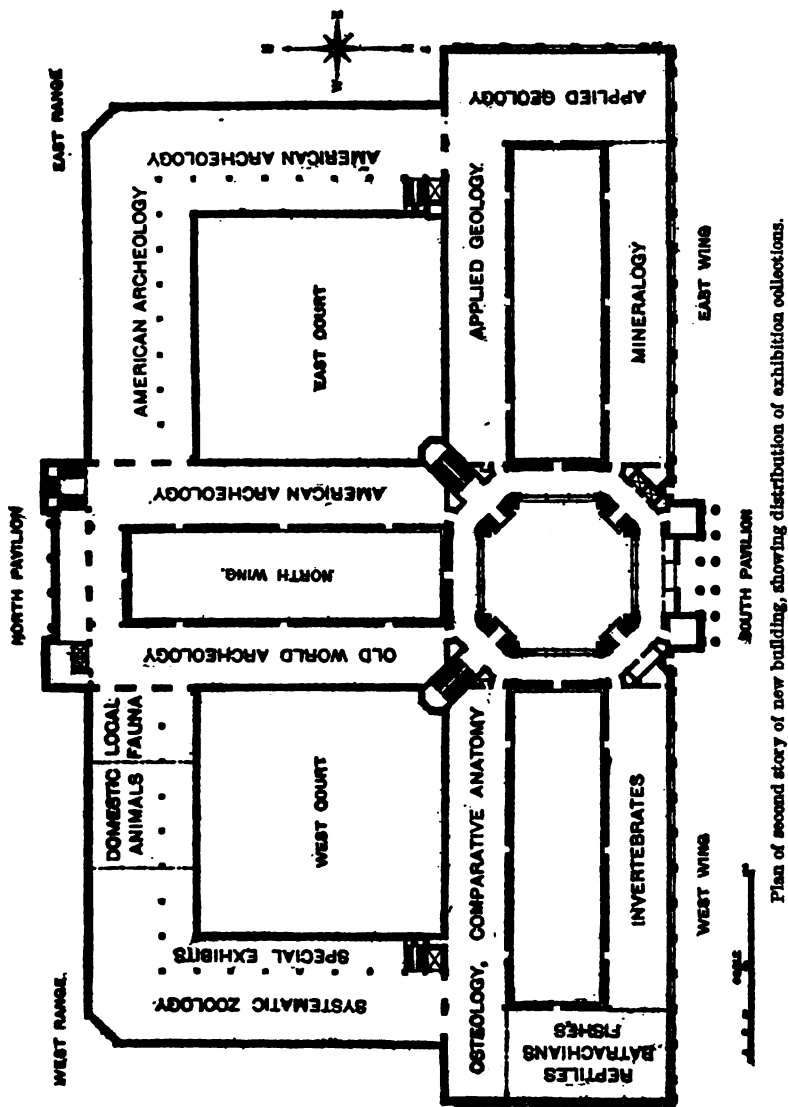 NORTH PAVILION
WEST RANGE.
EAST RANGE
DOMESTIC
ANIMALS
LOCAL
FAUNA
AMERICAN ARCHEOLOGY
SYSTEMATIC ZOOLOGY.
SPECIAL EXHIBITS
WEST COURT
OLD WORLD ARCHEOLOGY
NORTH WING.
AMERICAN ARCHEOLOGY
EAST COURT
AMERICAN ARCHEOLOGY
OSTEOLOGY, COMPARATIVE ANATOMY
APPLIED GEOLOGY.
APPLIED GEOLOGY
REPTILES
BATRACHIANS
FISHES
INVERTEBRATES
MINERALOGY
WEST WING
SOUTH PAVILION
EAST WING
SCALE
N
S
E
W
Plan of second story of new building, showing distribution of exhibition collections.